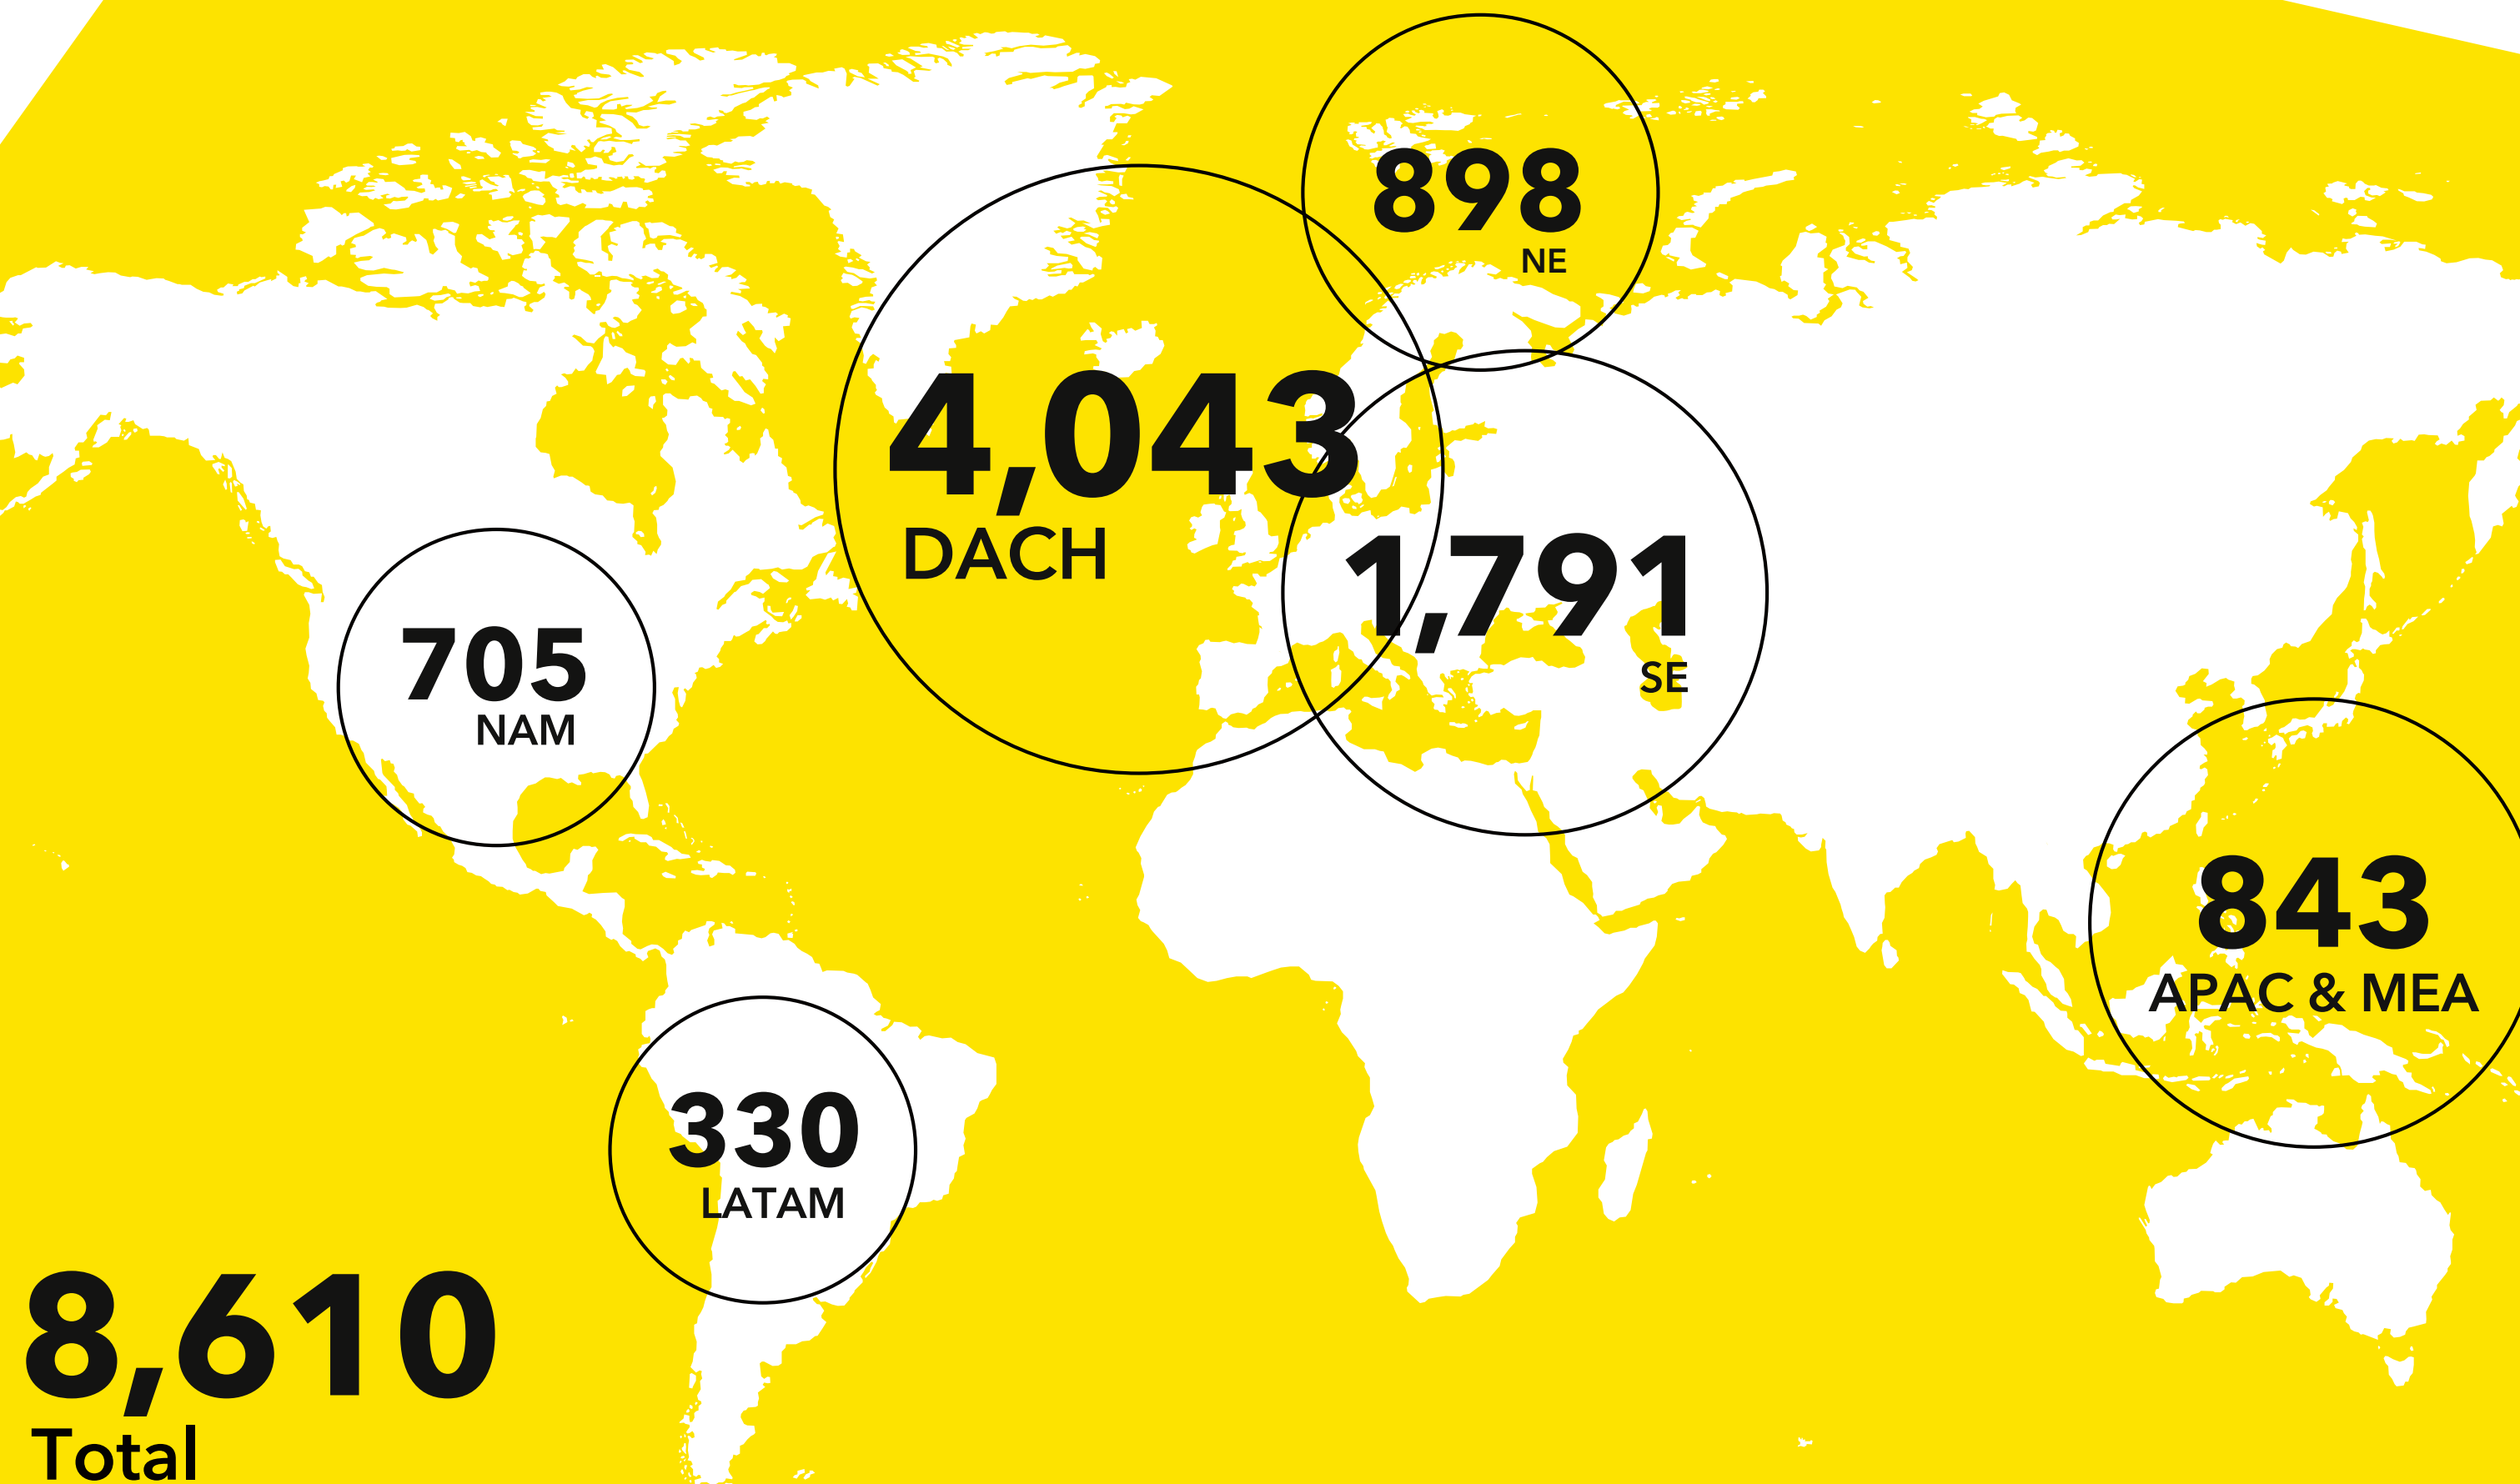 898
NE
4,043
DACH
1,791
SE
705
NAM
843
APAC & MEA
330
LATAM
8,610
Total